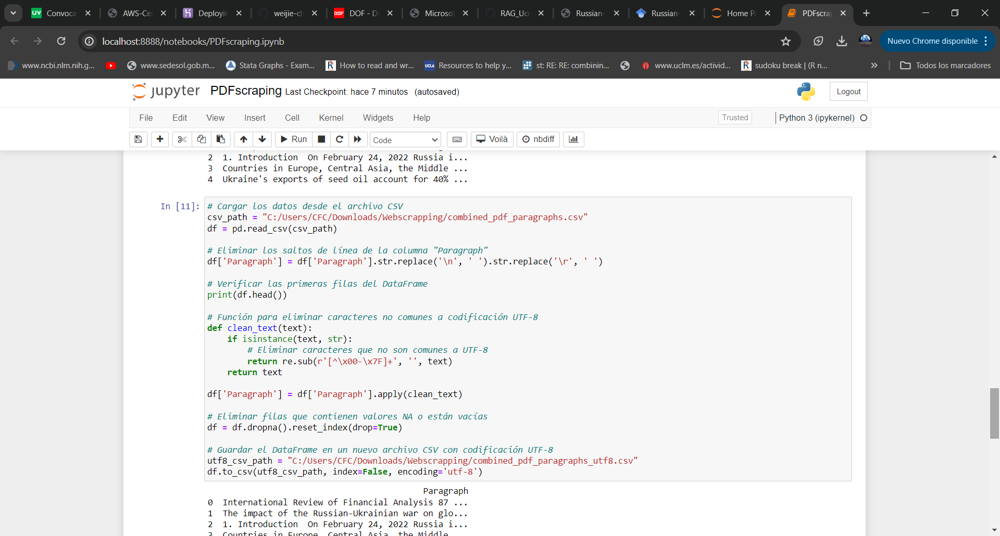 Convoca
AWS-Ce
Deployin
weijie-ch
DOF - D
Microsof
RAG_Ucr
Russian-
Russian-
Home Pa
PDFscrap
localhost:8888/notebooks/PDFscraping.ipynb
Nuevo Chrome disponible
www.ncbi.nlm.nih.g...
www.sedesol.gob.m...
Stata Graphs - Exam...
How to read and wr...
UCLA
Resources to help y...
st: RE: RE: combinin...
www.uclm.es/activid...
sudoku break | (R n...
»
Todos los marcadores
jupyter
PDFscraping Last Checkpoint: hace 7 minutos (autosaved)
Logout
File Edit View Insert Cell Kernel Widgets Help
Trusted
Python 3 (ipykernel)
Run
Code
Voilà
nbdiff
2 1. Introduction On February 24, 2022 Russia i...
3 Countries in Europe, Central Asia, the Middle ...
4 Ukraine's exports of seed oil account for 40% ...
In [11]:
# Cargar los datos desde el archivo CSV
csv_path = "C:/Users/CFC/Downloads/Webscrapping/combined_pdf_paragraphs.csv"
df = pd.read_csv(csv_path)
# Eliminar los saltos de línea de la columna "Paragraph"
df['Paragraph'] = df['Paragraph'].str.replace('\n', ' ').str.replace('\r', ' ')
# Verificar las primeras filas del DataFrame
print(df.head())
# Función para eliminar caracteres no comunes a codificación UTF-8
def clean_text(text):
    if isinstance(text, str):
        # Eliminar caracteres que no son comunes a UTF-8
        return re.sub(r'[^\x00-\x7F]+', '', text)
    return text
df['Paragraph'] = df['Paragraph'].apply(clean_text)
# Eliminar filas que contienen valores NA o están vacías
df = df.dropna().reset_index(drop=True)
# Guardar el DataFrame en un nuevo archivo CSV con codificación UTF-8
utf8_csv_path = "C:/Users/CFC/Downloads/Webscrapping/combined_pdf_paragraphs_utf8.csv"
df.to_csv(utf8_csv_path, index=False, encoding='utf-8')
Paragraph
0 International Review of Financial Analysis 87 ...
1 The impact of the Russian-Ukrainian war on glo...
2 1. Introduction On February 24, 2022 Russia i...
3 Countries in Europe, Central Asia, the Middle